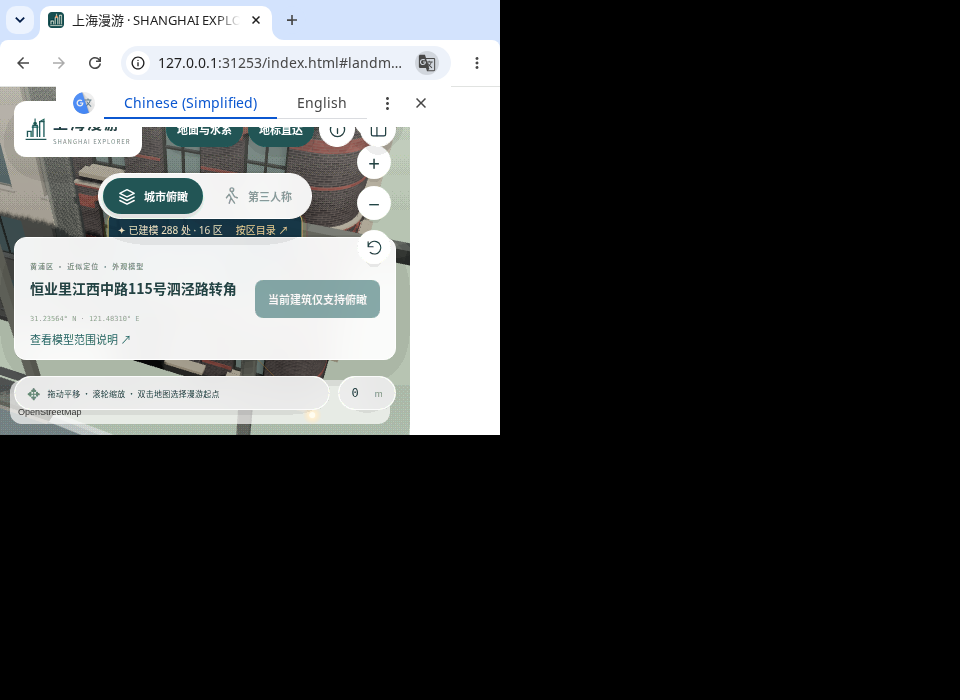 上海漫游 · SHANGHAI EXPLO
127.0.0.1:31253/index.html#landm...
Chinese (Simplified)
English
上海漫游
SHANGHAI EXPLORER
地面与水系
地标直达
城市俯瞰
第三人称
✦ 已建模 288 处 · 16 区 按区目录 ↗
黄浦区 · 近似定位 · 外观模型
恒业里江西中路115号泗泾路转角
当前建筑仅支持俯瞰
31.23564° N · 121.48310° E
查看模型范围说明 ↗
拖动平移 · 滚轮缩放 · 双击地图选择漫游起点
0 m
OpenStreetMap